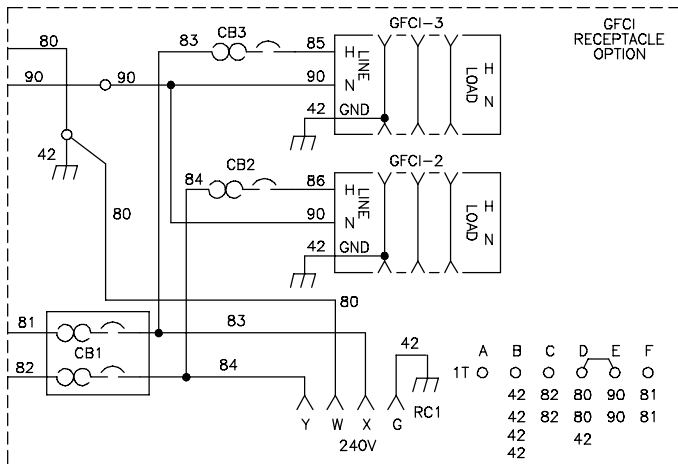 GFCI
RECEPTACLE
OPTION
80
83
CB3
85
GFCI-3
H
LINE
LOAD
H
90
90
90
N
N
42
GND
42
84
CB2
86
GFCI-2
H
LINE
LOAD
H
80
90
N
N
42
GND
80
81
83
CB1
82
84
42
Y
W
X
G
RC1
240V
A B C D E F
1T
42 82 80 90 81
42 82 80 90 81
42 42
42